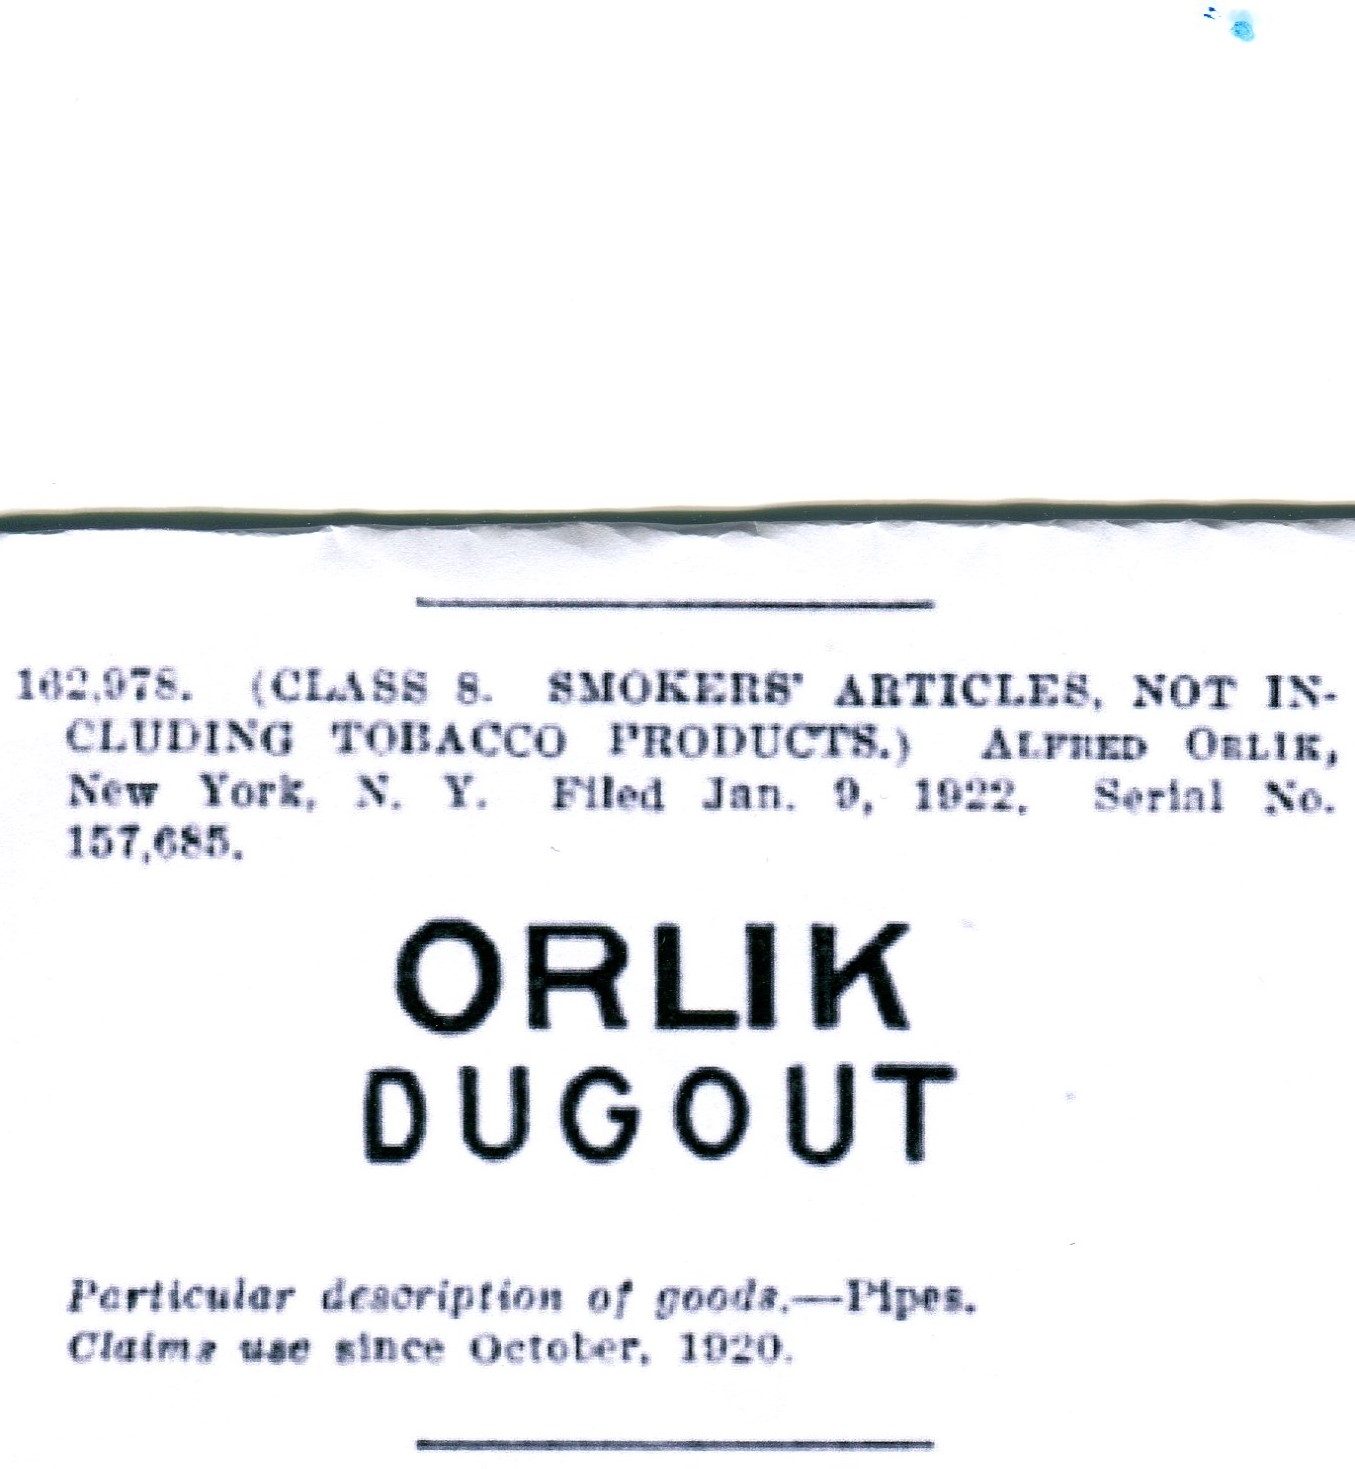 162,978. (CLASS 8. SMOKERS' ARTICLES, NOT IN-
CLUDING TOBACCO PRODUCTS.) ALFRED ORLIK,
New York, N. Y. Filed Jan. 9, 1922. Serial No.
157,685.
ORLIK
DUGOUT
Particular description of goods.—Pipes.
Claims use since October, 1920.